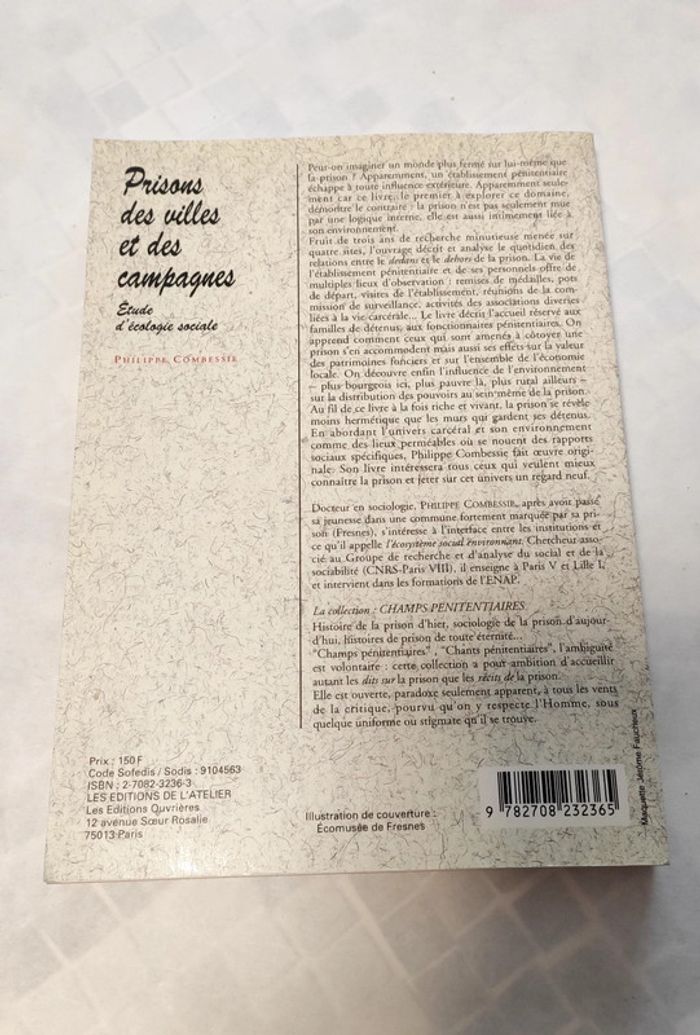 Prisons
des villes
et des
campagnes
Étude
d'écologie sociale
PHILIPPE COMBESSIE
Peut-on imaginer un monde plus fermé sur lui-même que
la prison ? Apparemment, un établissement pénitentiaire
échappe à toute influence extérieure. Apparemment seule-
ment car ce livre, le premier à explorer ce domaine,
démontre le contraire : la prison n'est pas seulement mue
par une logique interne, elle est aussi intimement liée à
son environnement.
Fruit de trois ans de recherche minutieuse menée sur
quatre sites, l'ouvrage décrit et analyse le quotidien des
relations entre le dedans et le dehors de la prison. La vie de
l'établissement pénitentiaire et de ses personnels offre de
multiples lieux d'observation : remises de médailles, pots
de départ, visites de l'établissement, réunions de la com-
mission de surveillance, activités des associations diverses
liées à la vie carcérale... Le livre décrit l'accueil réservé aux
familles de détenus, aux fonctionnaires pénitentiaires. On
apprend comment ceux qui sont amenés à côtoyer une
prison s'en accommodent mais aussi ses effets sur la valeur
des patrimoines fonciers et sur l'ensemble de l'économie
locale. On découvre enfin l'influence de l'environnement
– plus bourgeois ici, plus pauvre là, plus rural ailleurs –
sur la distribution des pouvoirs au sein même de la prison.
Au fil de ce livre à la fois riche et vivant, la prison se révèle
moins hermétique que les murs qui gardent ses détenus.
En abordant l'univers carcéral et son environnement
comme des lieux perméables où se nouent des rapports
sociaux spécifiques, Philippe Combessie fait œuvre origi-
nale. Son livre intéressera tous ceux qui veulent mieux
connaître la prison et jeter sur cet univers un regard neuf.
Docteur en sociologie, PHILIPPE COMBESSIE, après avoir passé
sa jeunesse dans une commune fortement marquée par sa pri-
son (Fresnes), s'intéresse à l'interface entre les institutions et
ce qu'il appelle l'écosystème social environnant. Chercheur asso-
cié au Groupe de recherche et d'analyse du social et de la
sociabilité (CNRS-Paris VIII), il enseigne à Paris V et Lille I,
et intervient dans les formations de l'ENAP.
La collection : CHAMPS PÉNITENTIAIRES
Histoire de la prison d'hier, sociologie de la prison d'aujour-
d'hui, histoires de prison de toute éternité...
"Champs pénitentiaires" , "Chants pénitentiaires", l'ambiguïté
est volontaire : cette collection a pour ambition d'accueillir
autant les dits sur la prison que les récits de la prison.
Elle est ouverte, paradoxe seulement apparent, à tous les vents
de la critique, pourvu qu'on y respecte l'Homme, sous
quelque uniforme ou stigmate qu'il se trouve.
Prix : 150 F
Code Sofedis / Sodis : 9104563
ISBN : 2-7082-3236-3
LES EDITIONS DE L'ATELIER
Les Editions Ouvrières
12 avenue Sœur Rosalie
75013 Paris
Illustration de couverture :
Écomusée de Fresnes
9 782708 232365
Maquette Jérôme Faucheux